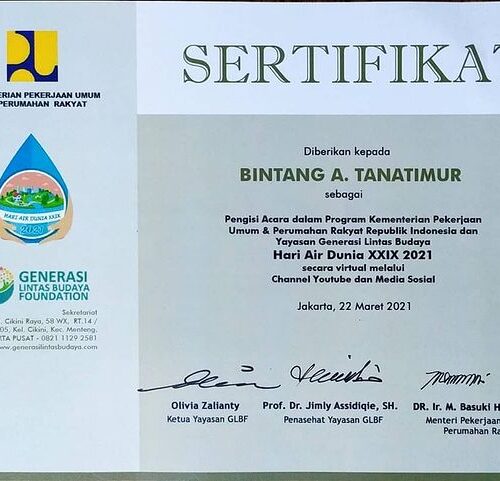 SERTIFIKAT
ERIAN PEKERJAAN UMUM
PERUMAHAN RAKYAT
HARI AIR DUNIA XXIX
2021
GENERASI
LINTAS BUDAYA
FOUNDATION
Sekretariat
. Cikini Raya, 58 WX, RT.14 /
05, Kel. Cikini, Kec. Menteng,
RTA PUSAT - 0821 1129 2581
www.generasilintasbudaya.com
Diberikan kepada
BINTANG A. TANATIMUR
sebagai
Pengisi Acara dalam Program Kementerian Pekerjaan
Umum & Perumahan Rakyat Republik Indonesia dan
Yayasan Generasi Lintas Budaya
Hari Air Dunia XXIX 2021
secara virtual melalui
Channel Youtube dan Media Sosial
Jakarta, 22 Maret 2021
Olivia Zalianty
Ketua Yayasan GLBF
Prof. Dr. Jimly Assidiqie, SH.
Penasehat Yayasan GLBF
DR. Ir. M. Basuki H
Menteri Pekerjaan
Perumahan Ra